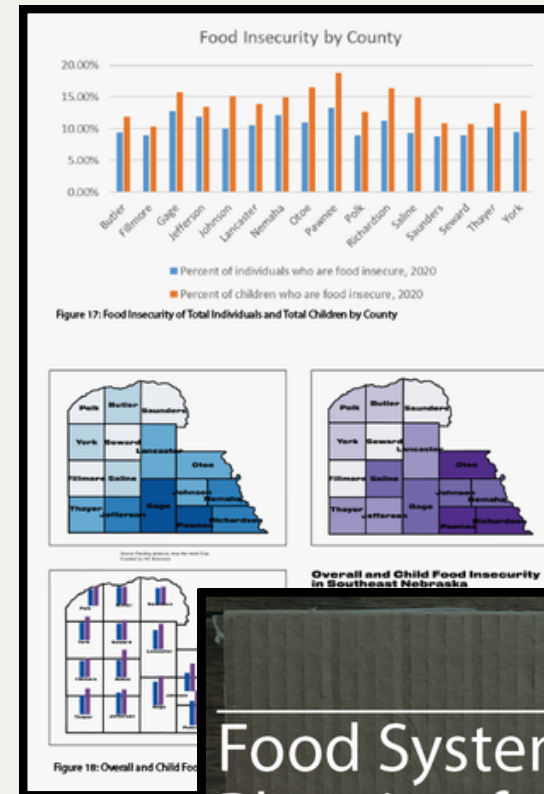 Food Insecurity by County
20.00%
15.00%
10.00%
5.00%
0.00%
Butler
Fillmore
Gage
Jefferson
Johnson
Lancaster
Nemaha
Otoe
Pawnee
Polk
Richardson
Saline
Saunders
Seward
Thayer
York
Percent of individuals who are food insecure, 2020
Percent of children who are food insecure, 2020
Figure 17: Food Insecurity of Total Individuals and Total Children by County
Polk Butler Saunders
York Seward Lancaster
Otoe
Fillmore Saline
Johnson Nemaha
Thayer Jefferson Gage Pawnee Richardson
Polk Butler Saunders
York Seward Lancaster
Otoe
Fillmore Saline
Johnson Nemaha
Thayer Jefferson Gage Pawnee Richardson
Overall and Child Food Insecurity
in Southeast Nebraska
Figure 18: Overall and Child Foo
Food System